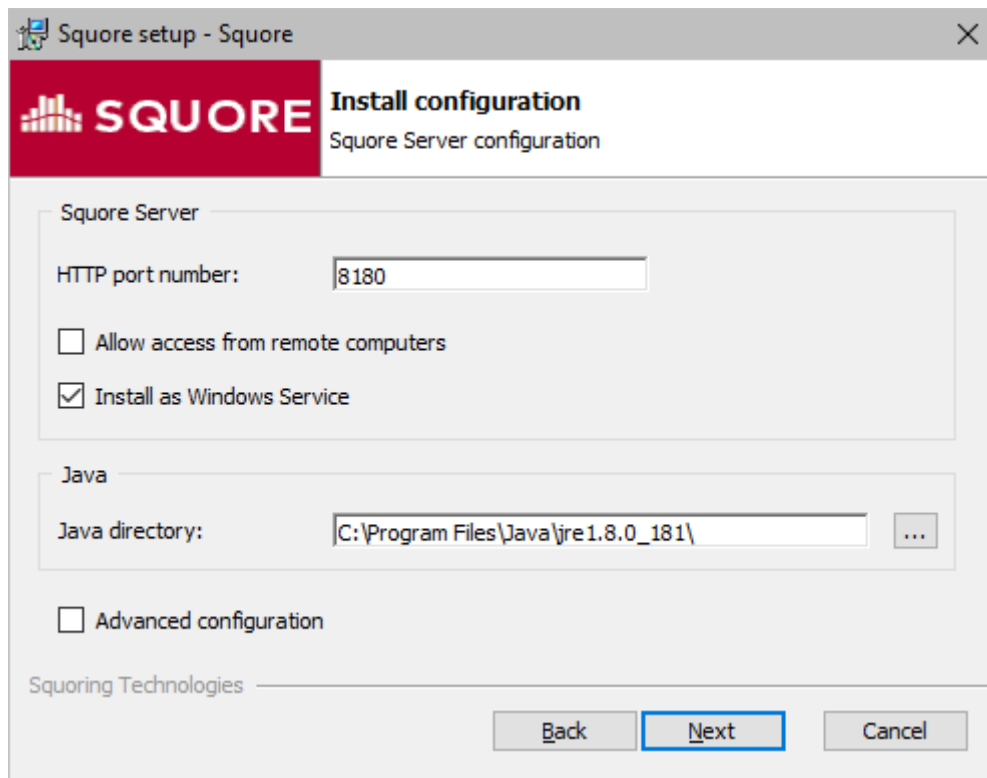 Squore setup - Squore
SQUORE
Install configuration
Squore Server configuration
Squore Server
HTTP port number:
8180
Allow access from remote computers
Install as Windows Service
Java
Java directory:
C:\Program Files\Java\jre1.8.0_181\
...
Advanced configuration
Squoring Technologies
Back
Next
Cancel